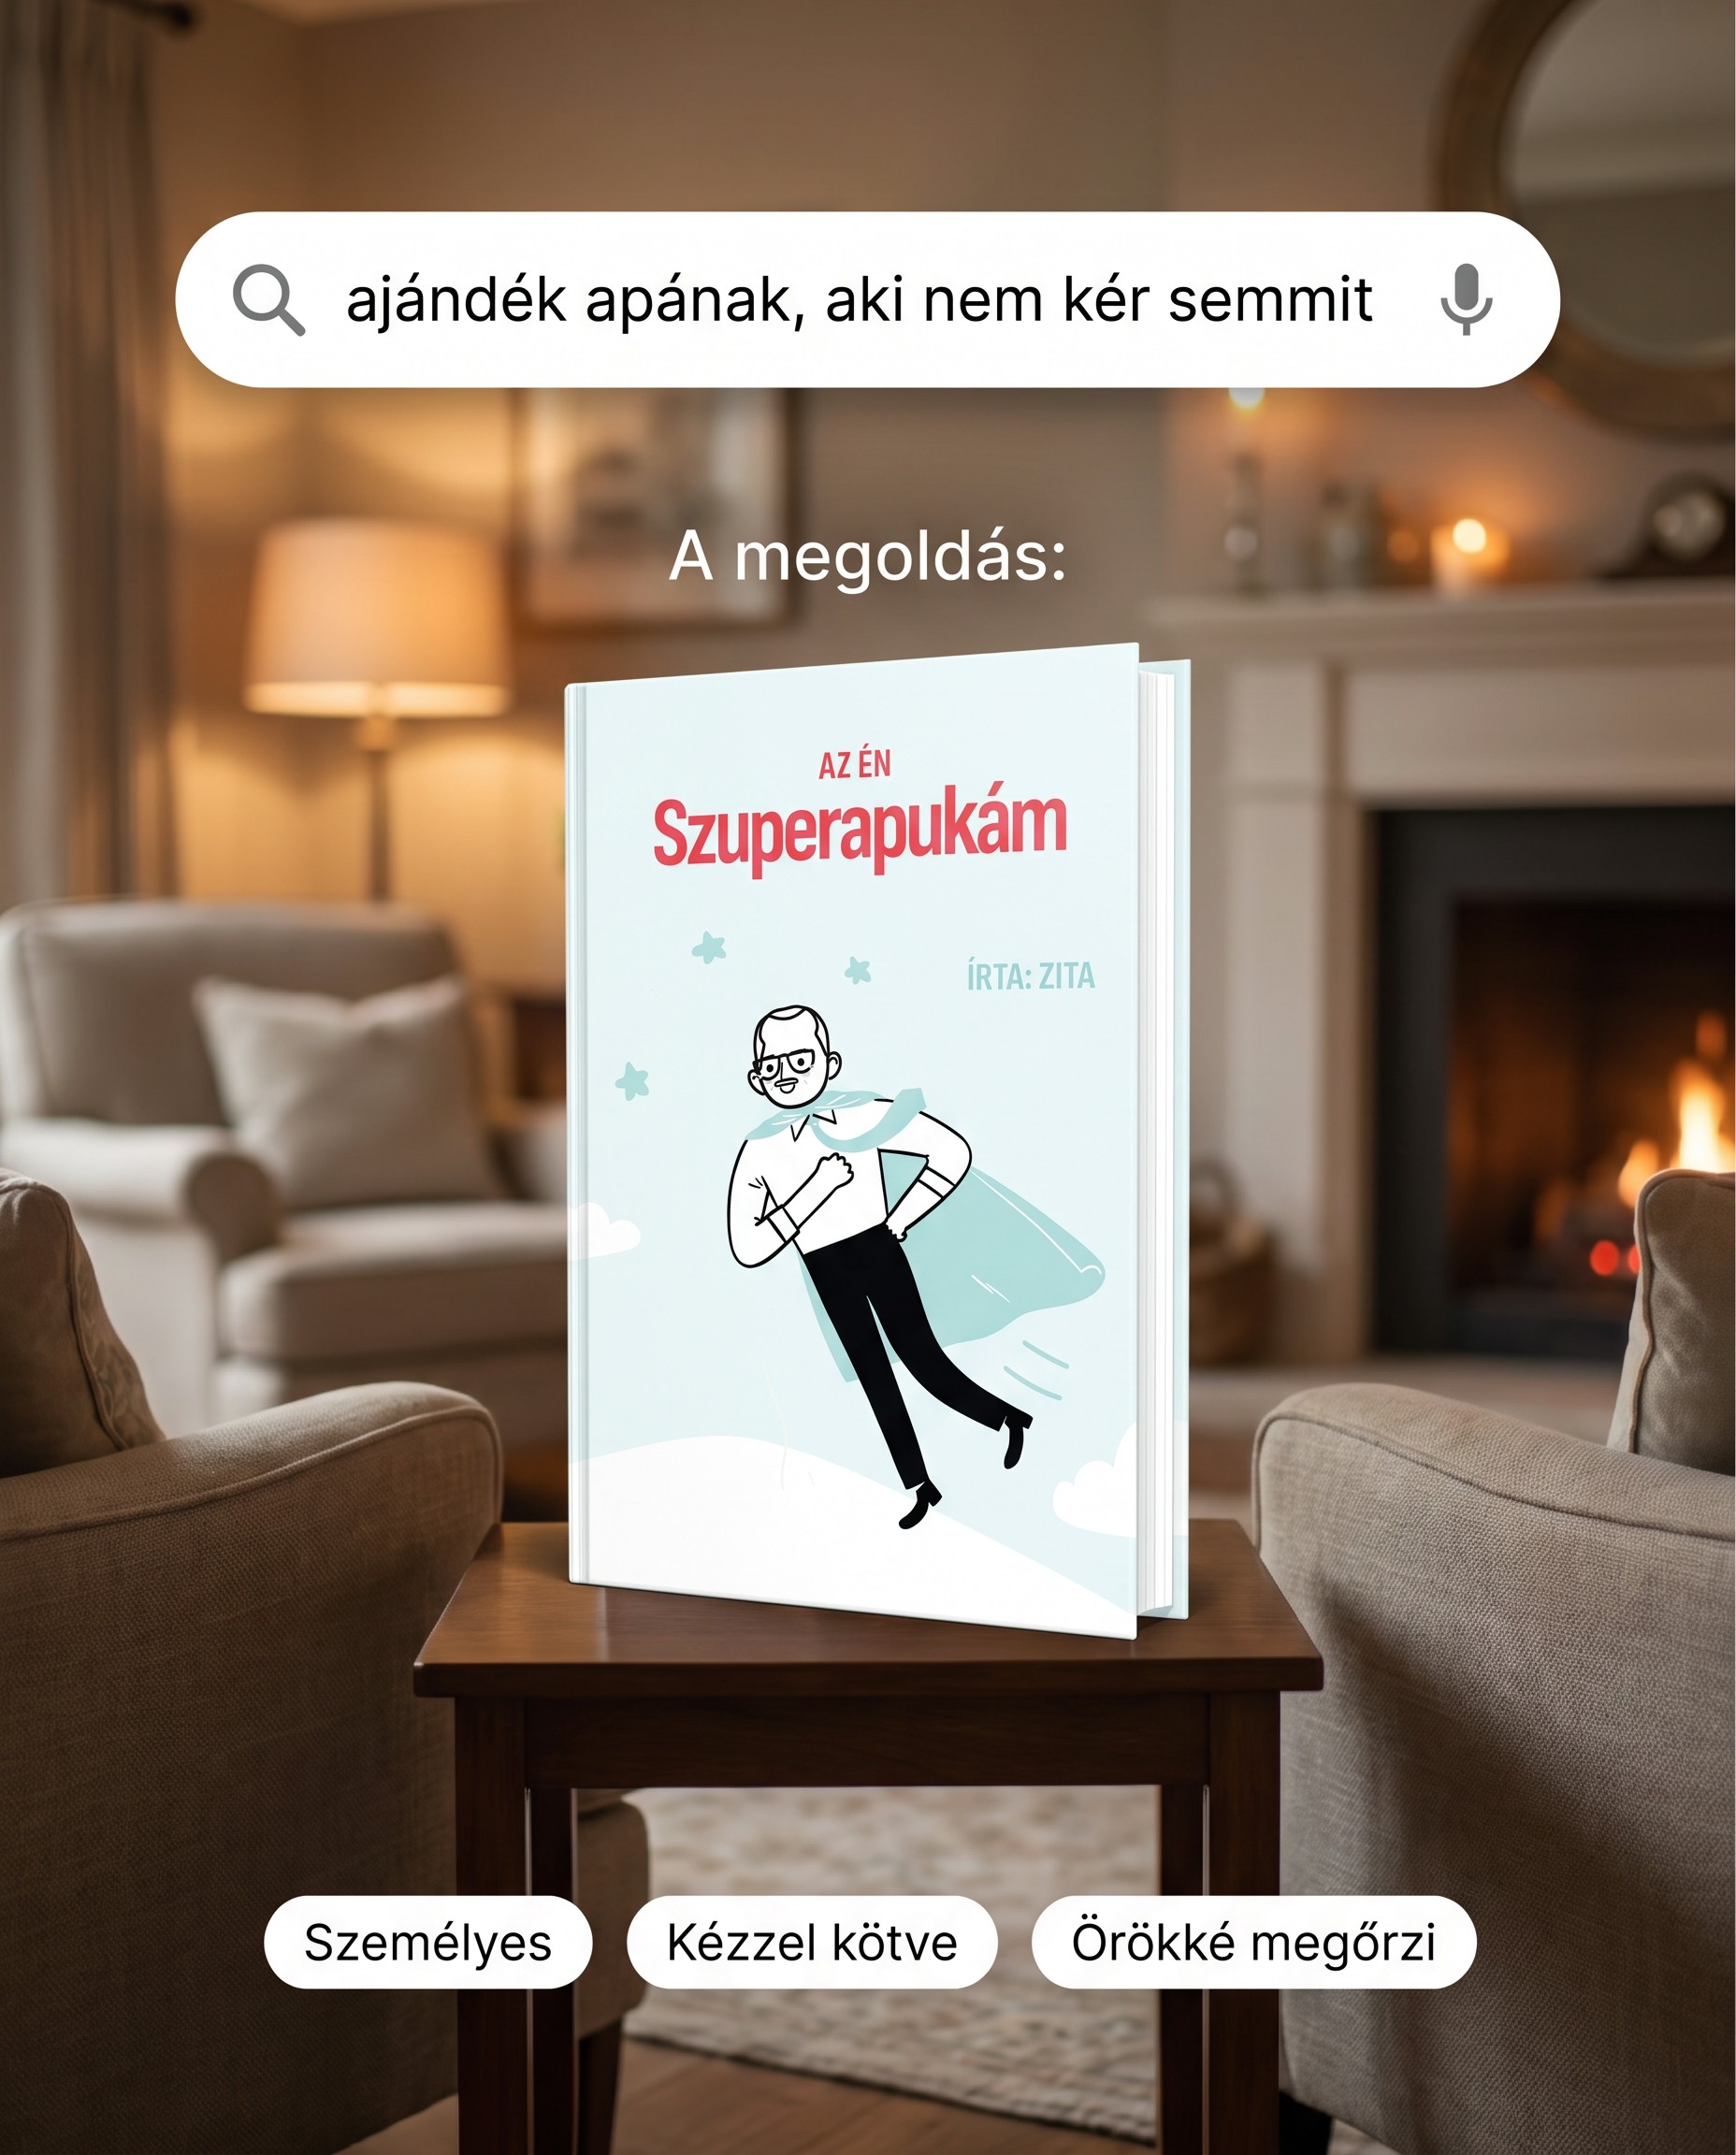 ajándék apának, aki nem kér semmit
A megoldás:
AZ ÉN
Szuperapukám
ÍRTA: ZITA
Személyes
Kézzel kötve
Örökké megőrzi